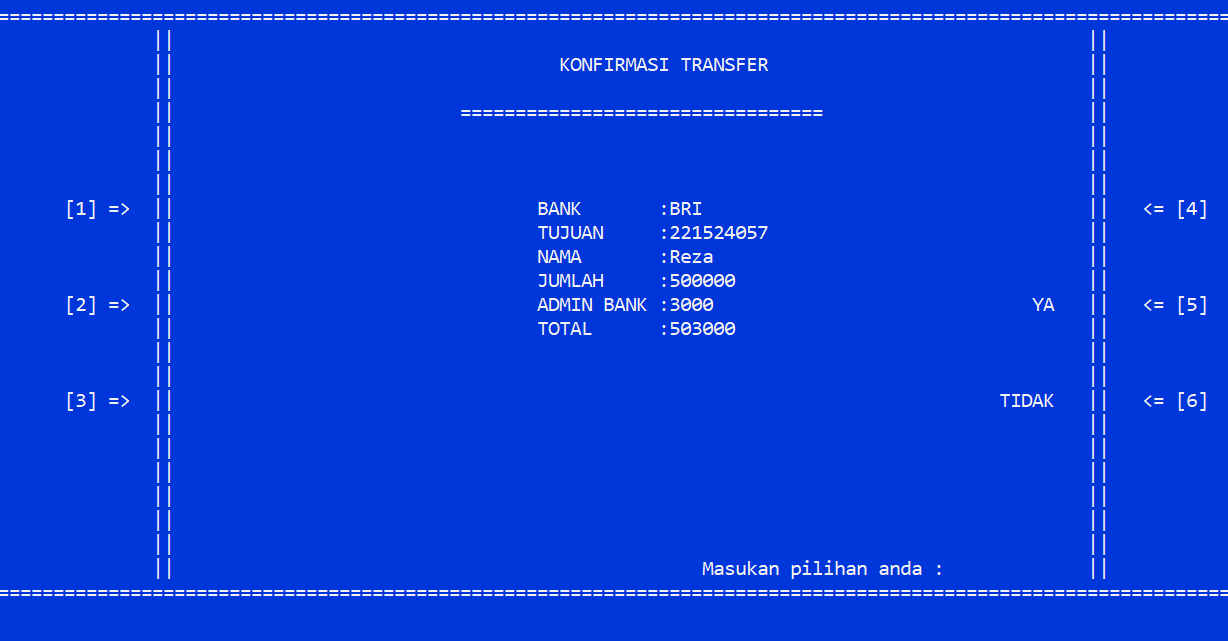 KONFIRMASI TRANSFER
=================================
[1] => BANK :BRI <= [4]
TUJUAN :221524057
NAMA :Reza
JUMLAH :500000
[2] => ADMIN BANK :3000 YA <= [5]
TOTAL :503000
[3] => TIDAK <= [6]
Masukan pilihan anda :